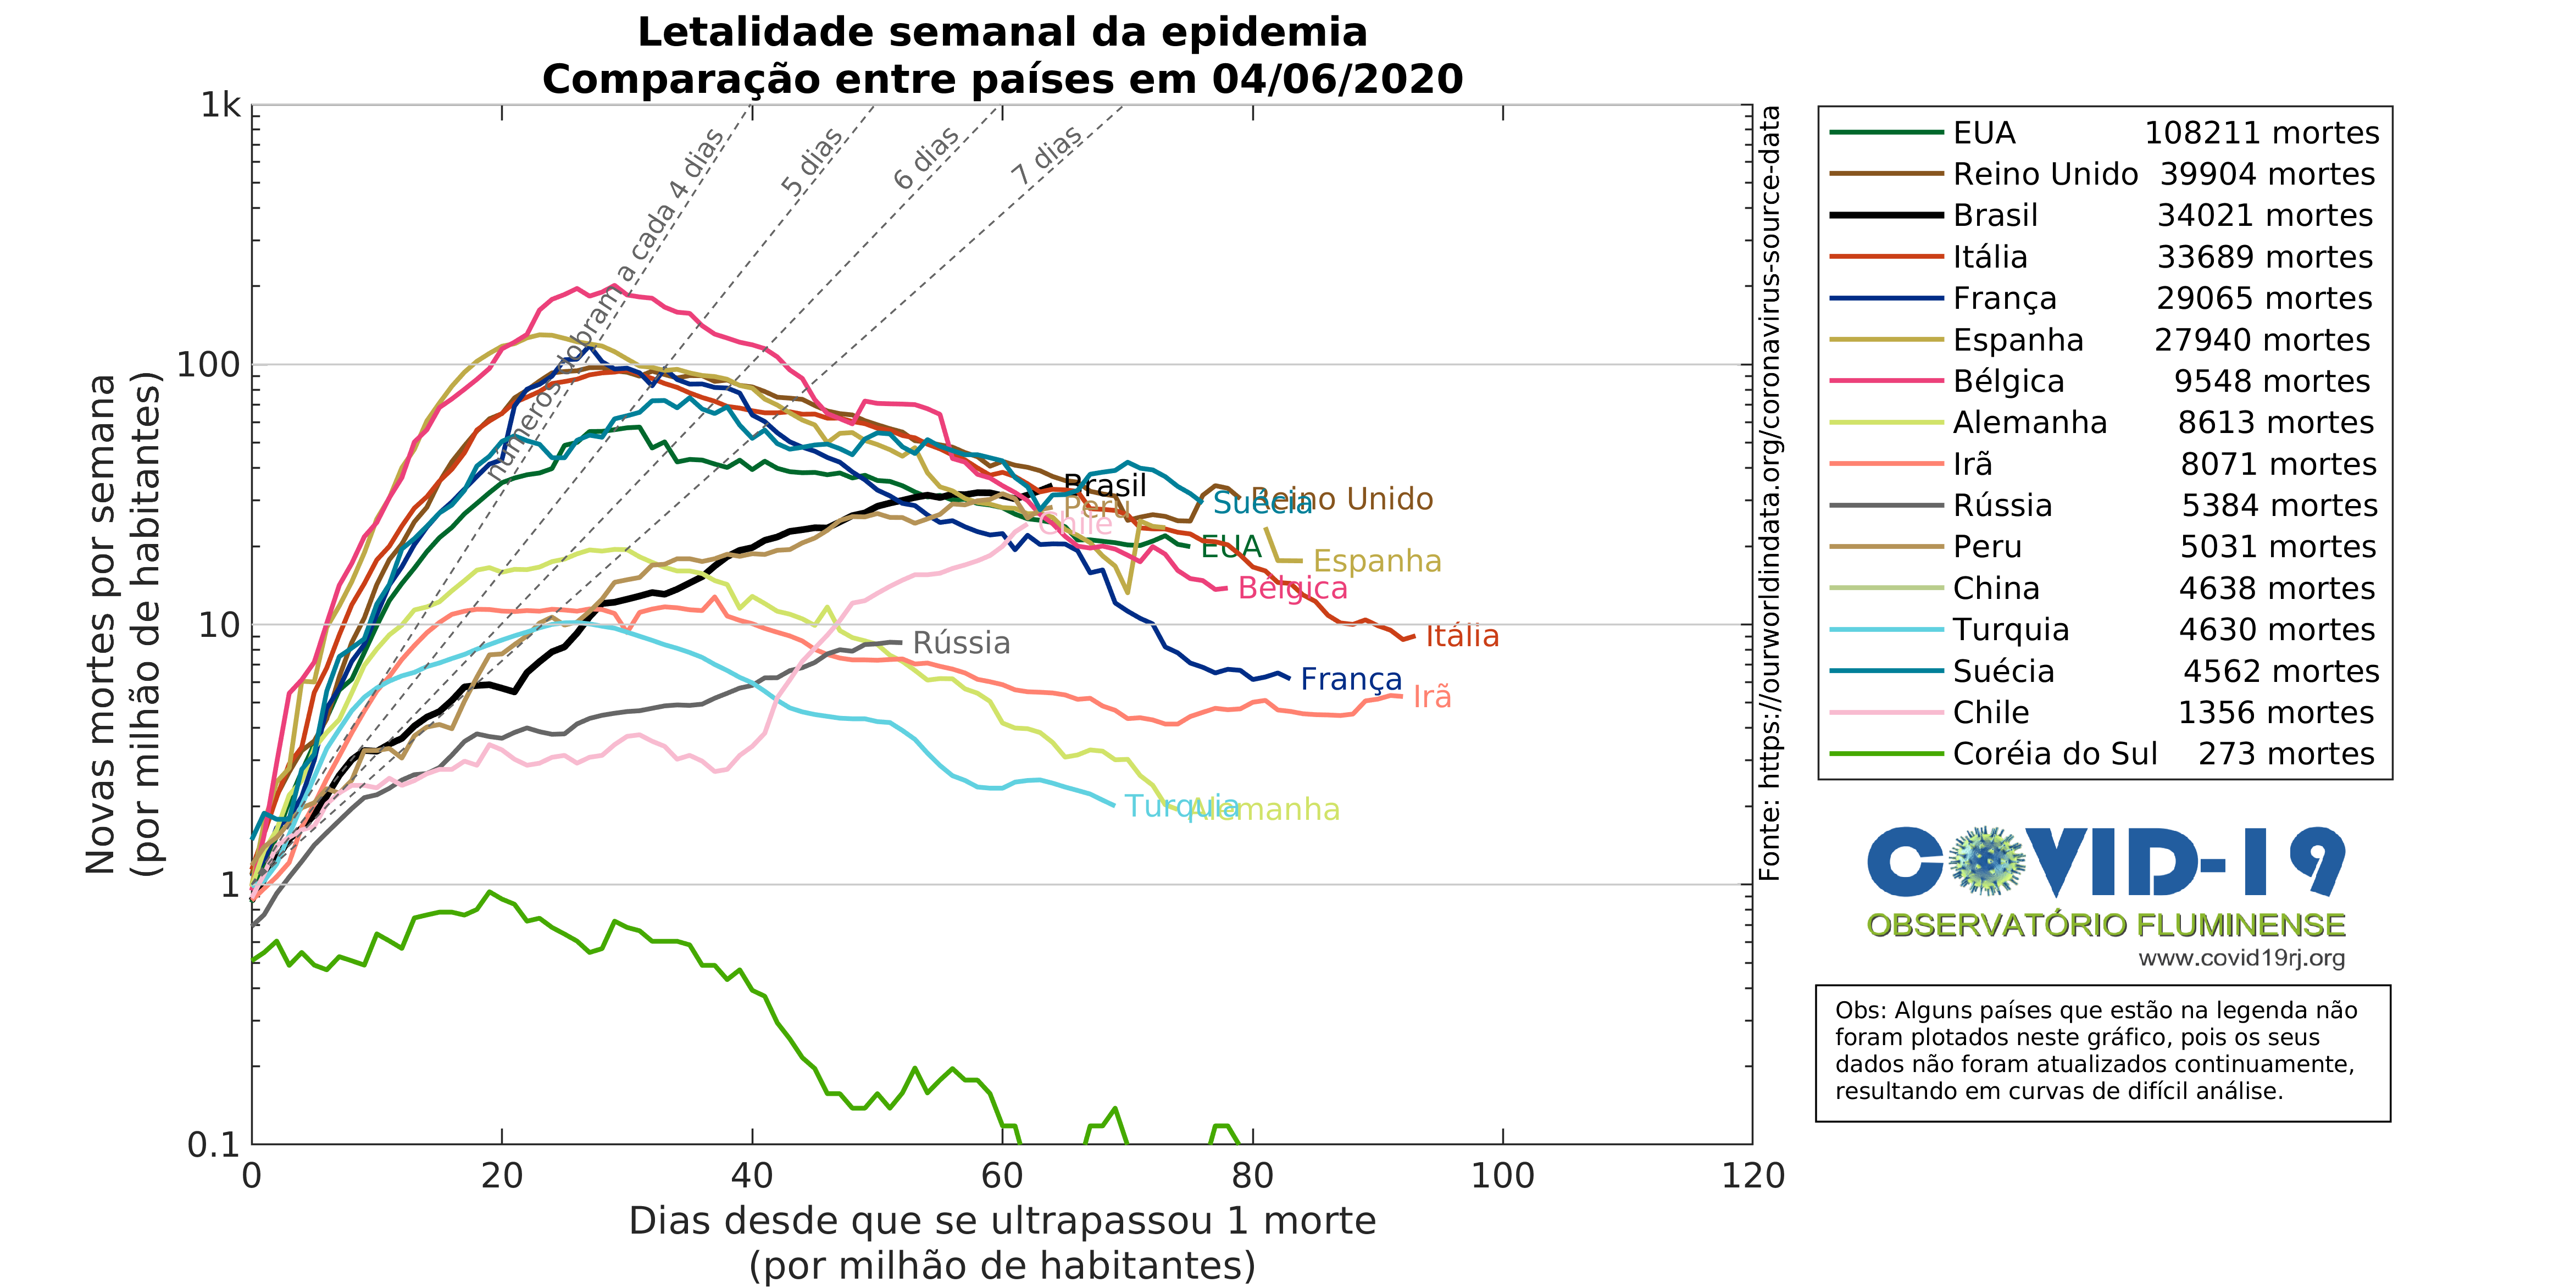 Letalidade semanal da epidemia
Comparação entre países em 04/06/2020
Novas mortes por semana
(por milhão de habitantes)
1k
100
10
1
0.1
0
20
40
60
80
100
120
Dias desde que se ultrapassou 1 morte
(por milhão de habitantes)
números dobram a cada 4 dias
5 dias
6 dias
7 dias
Brasil
Peru
Chile
Reino Unido
Suécia
EUA
Espanha
Bélgica
Itália
Rússia
França
Irã
Turquia
Alemanha
Fonte: https://ourworldindata.org/coronavirus-source-data
EUA 108211 mortes
Reino Unido 39904 mortes
Brasil 34021 mortes
Itália 33689 mortes
França 29065 mortes
Espanha 27940 mortes
Bélgica 9548 mortes
Alemanha 8613 mortes
Irã 8071 mortes
Rússia 5384 mortes
Peru 5031 mortes
China 4638 mortes
Turquia 4630 mortes
Suécia 4562 mortes
Chile 1356 mortes
Coréia do Sul 273 mortes
COVID-19
OBSERVATÓRIO FLUMINENSE
www.covid19rj.org
Obs: Alguns países que estão na legenda não
foram plotados neste gráfico, pois os seus
dados não foram atualizados continuamente,
resultando em curvas de difícil análise.